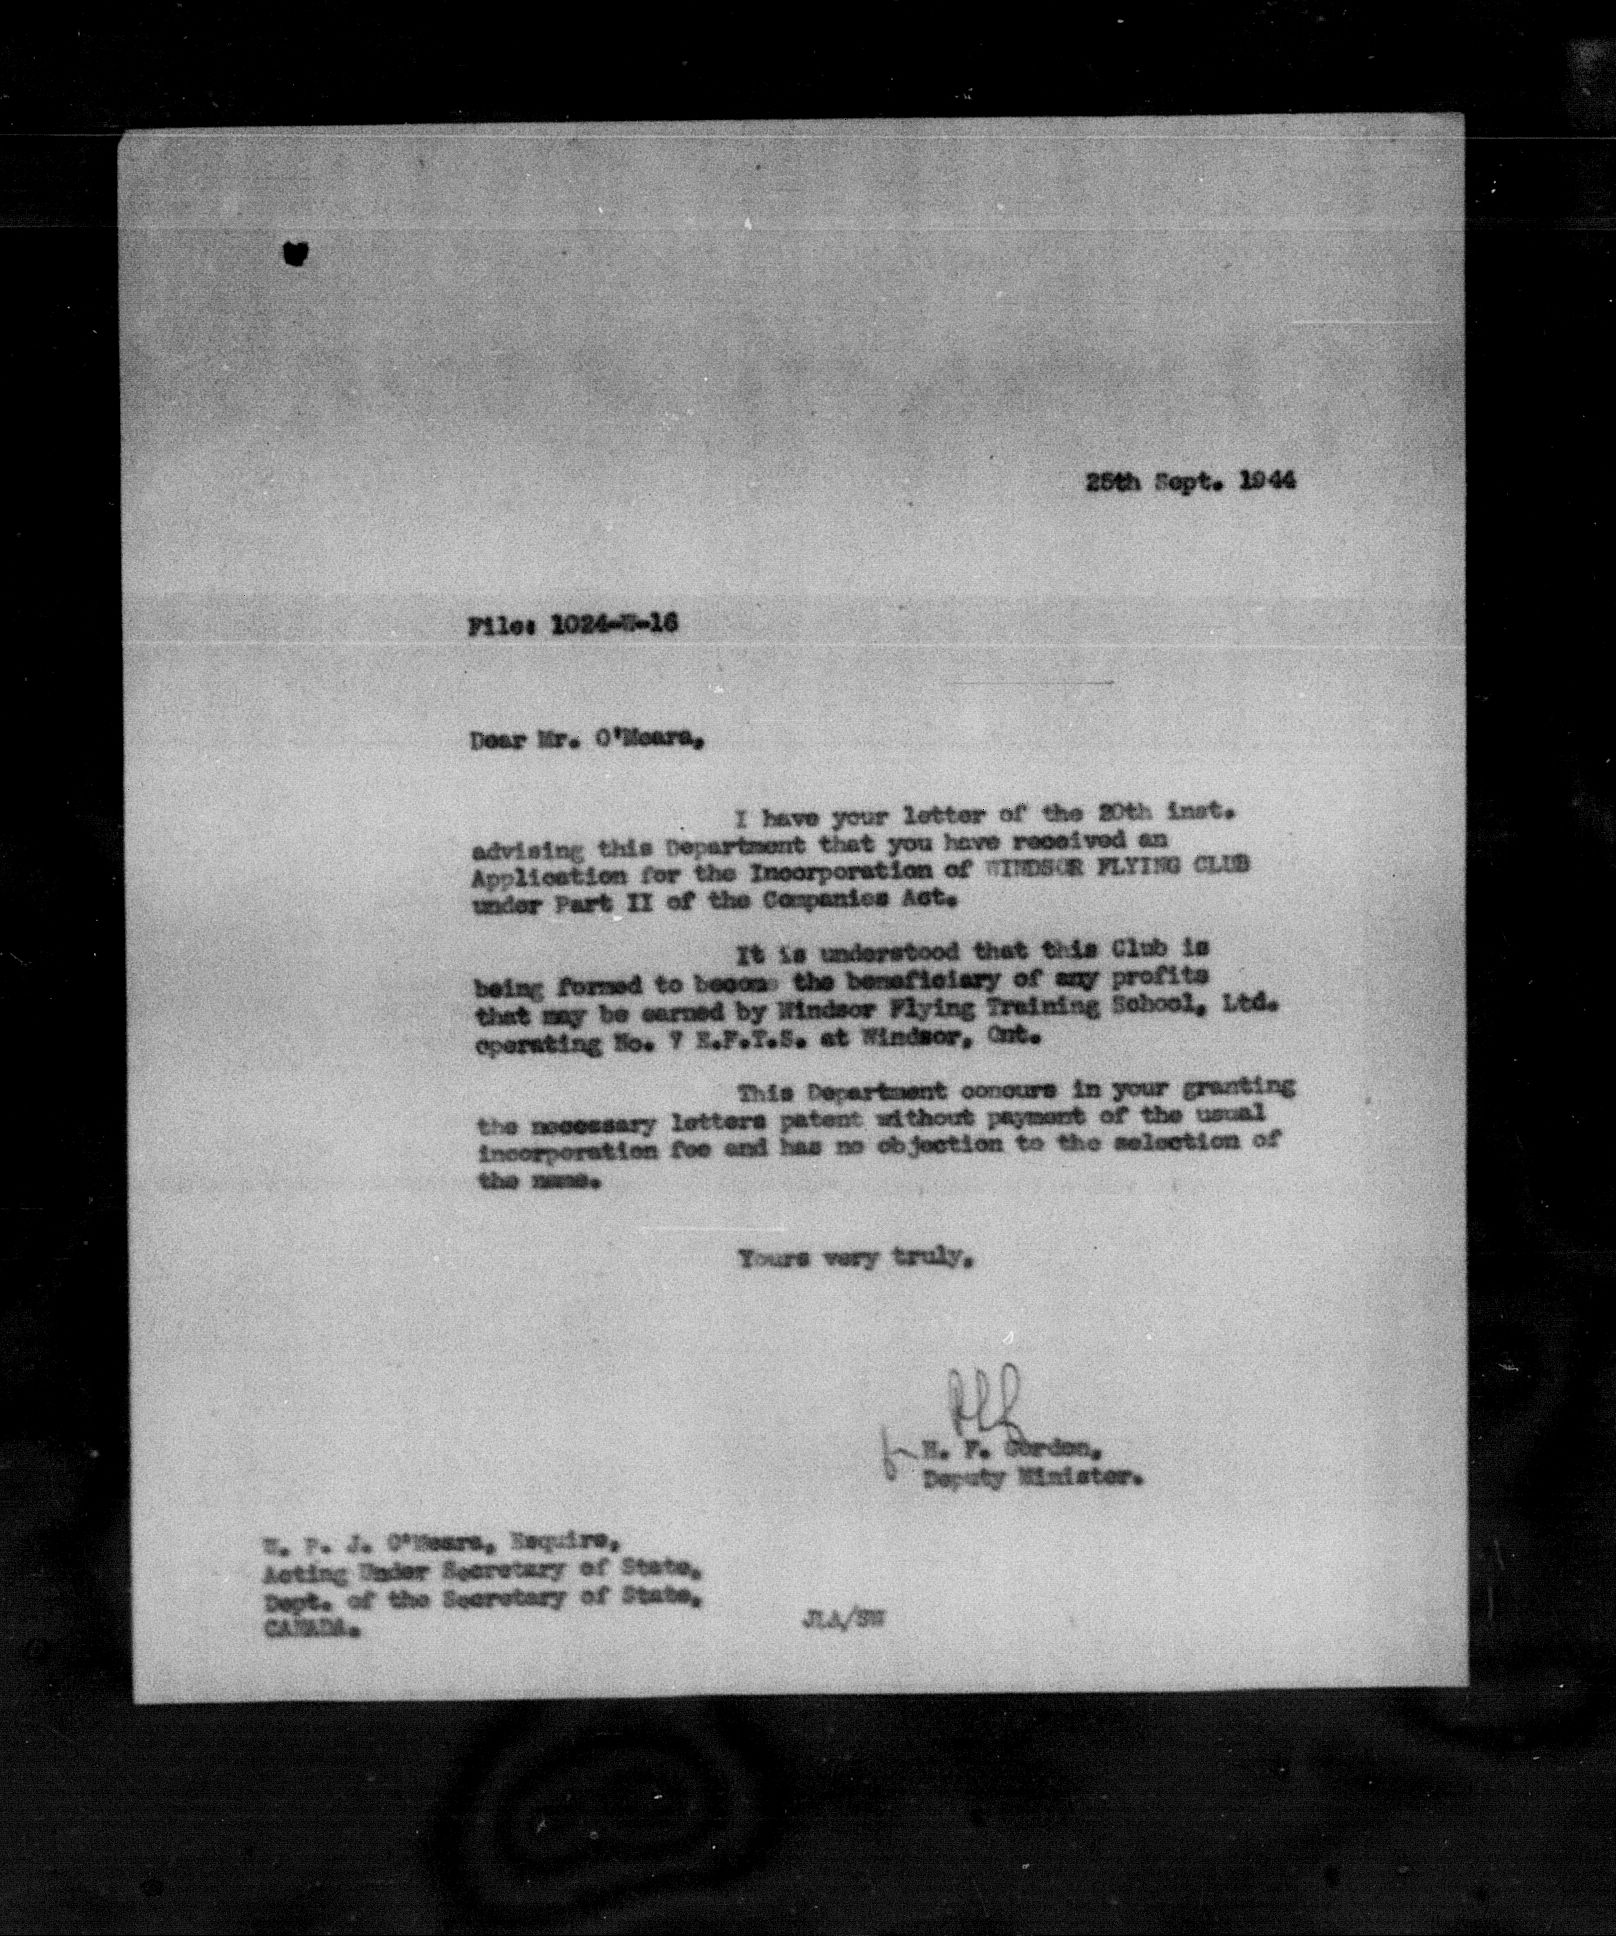 25th Sept. 1944
File: 1024-W-16
Dear Mr. O'Meara,
I have your letter of the 20th inst.
advising this Department that you have received an
Application for the Incorporation of WINDSOR FLYING CLUB
under Part II of the Companies Act.
It is understood that this Club is
being formed to become the beneficiary of any profits
that may be earned by Windsor Flying Training School, Ltd.
operating No. 7 E.F.T.S. at Windsor, Ont.
This Department concurs in your granting
the necessary letters patent without payment of the usual
incorporation fee and has no objection to the selection of
the name.
Yours very truly,
H. F. Gordon,
Deputy Minister.
W. P. J. O'Meara, Esquire,
Acting Under Secretary of State,
Dept. of the Secretary of State,
CANADA.
JLA/SW